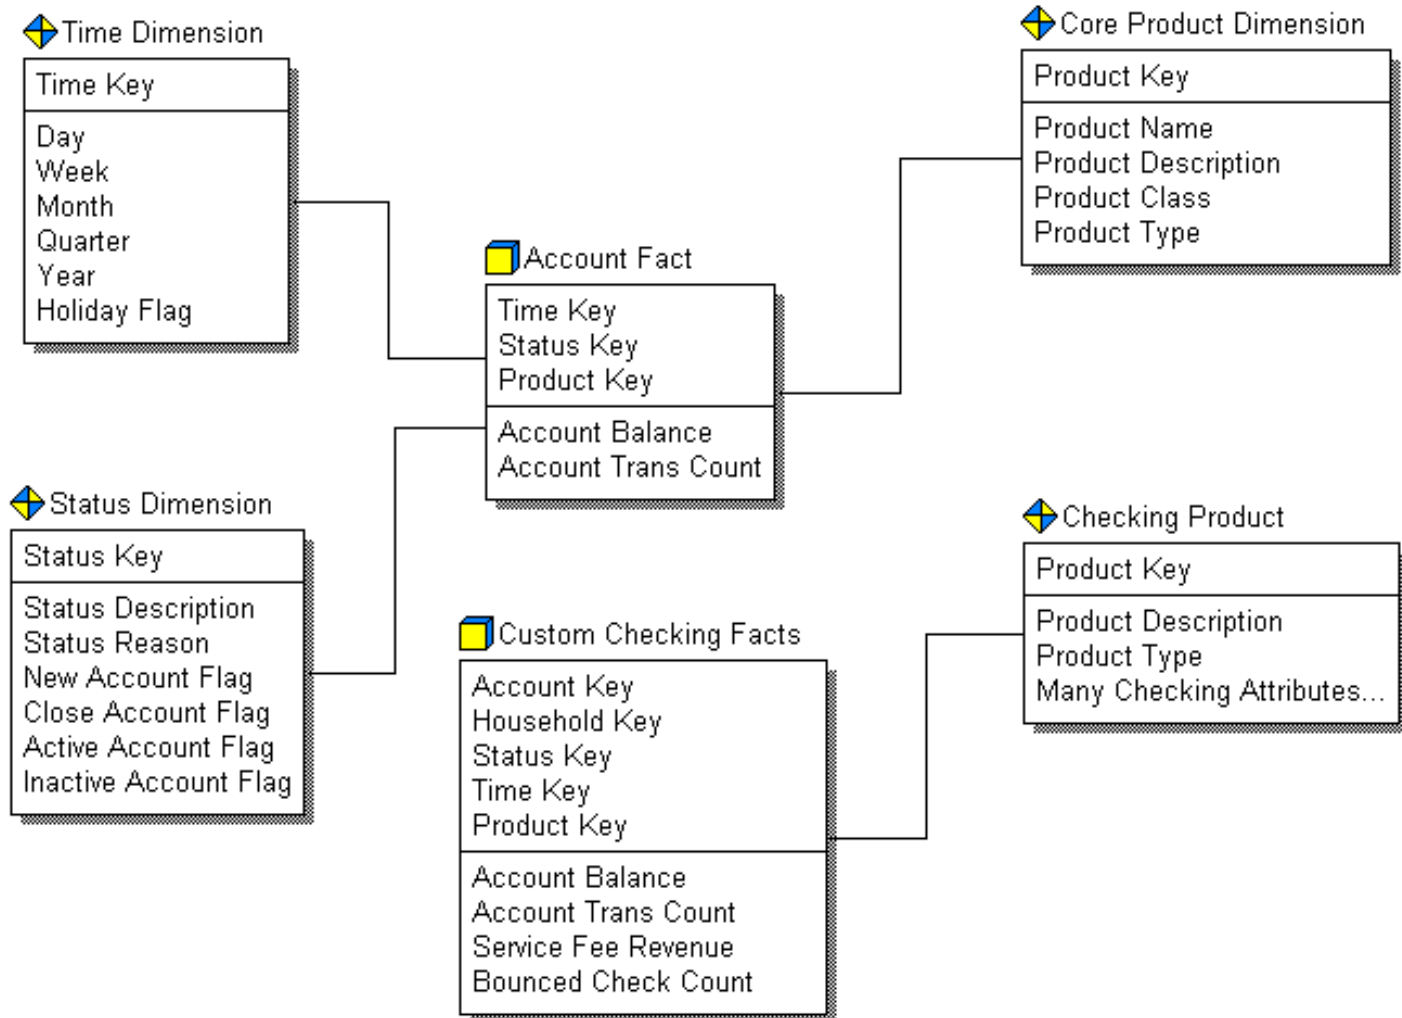 Time Dimension
Time Key
Day
Week
Month
Quarter
Year
Holiday Flag
Core Product Dimension
Product Key
Product Name
Product Description
Product Class
Product Type
Account Fact
Time Key
Status Key
Product Key
Account Balance
Account Trans Count
Status Dimension
Status Key
Status Description
Status Reason
New Account Flag
Close Account Flag
Active Account Flag
Inactive Account Flag
Custom Checking Facts
Account Key
Household Key
Status Key
Time Key
Product Key
Account Balance
Account Trans Count
Service Fee Revenue
Bounced Check Count
Checking Product
Product Key
Product Description
Product Type
Many Checking Attributes...